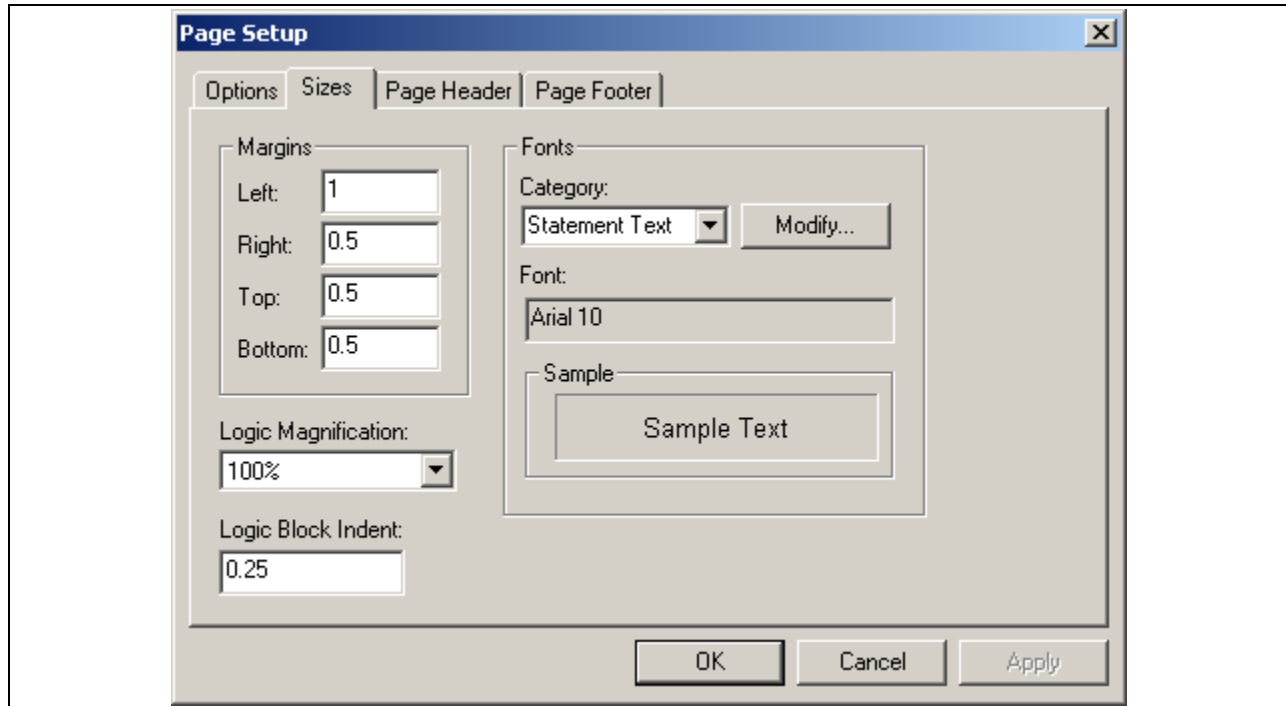 Page Setup
Options Sizes Page Header Page Footer
Margins
Left: 1
Right: 0.5
Top: 0.5
Bottom: 0.5
Logic Magnification:
100%
Logic Block Indent:
0.25
Fonts
Category:
Statement Text Modify...
Font:
Arial 10
Sample
Sample Text
OK Cancel Apply